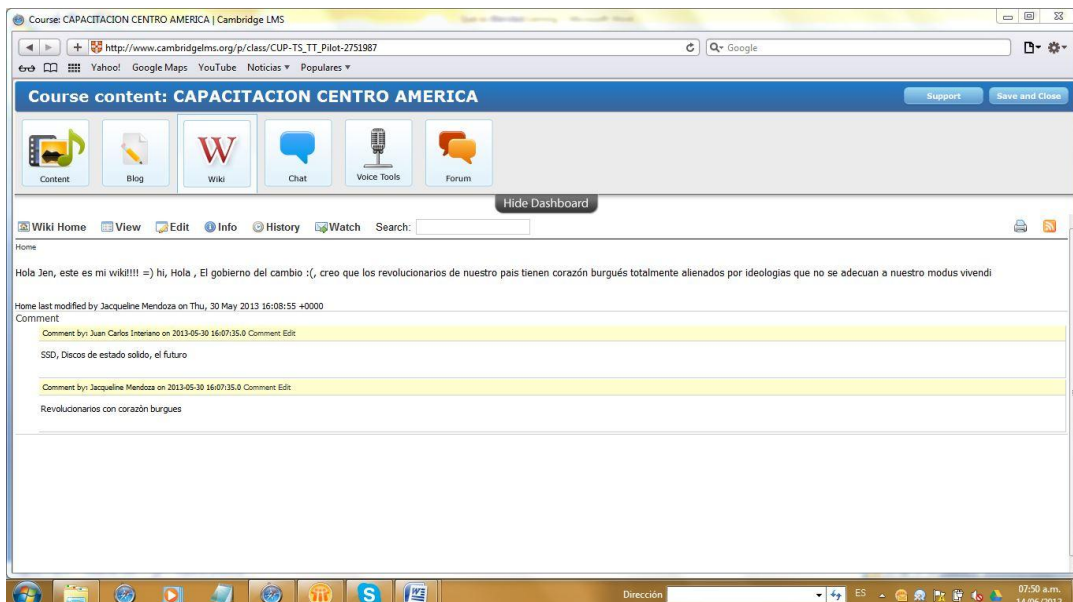 Course: CAPACITACION CENTRO AMERICA | Cambridge LMS
http://www.cambridgelms.org/p/class/CUP-TS_TT_Pilot-2751987
Google
Yahoo! Google Maps YouTube Noticias Populares
Course content: CAPACITACION CENTRO AMERICA
Support
Save and Close
W
Content Blog Wiki Chat Voice Tools Forum
Hide Dashboard
Wiki Home View Edit Info History Watch Search:
Home
Hola Jen, este es mi wiki!!!! =) hi, Hola , El gobierno del cambio :(, creo que los revolucionarios de nuestro pais tienen corazón burgués totalmente alienados por ideologias que no se adecuan a nuestro modus vivendi
Home last modified by Jacqueline Mendoza on Thu, 30 May 2013 16:08:55 +0000
Comment
Comment by: Juan Carlos Interiano on 2013-05-30 16:07:35.0 Comment Edit
SSD, Discos de estado solido, el futuro
Comment by: Jacqueline Mendoza on 2013-05-30 16:07:35.0 Comment Edit
Revolucionarios con corazòn burgues
Dirección
ES
07:50 a.m.
14/06/2013